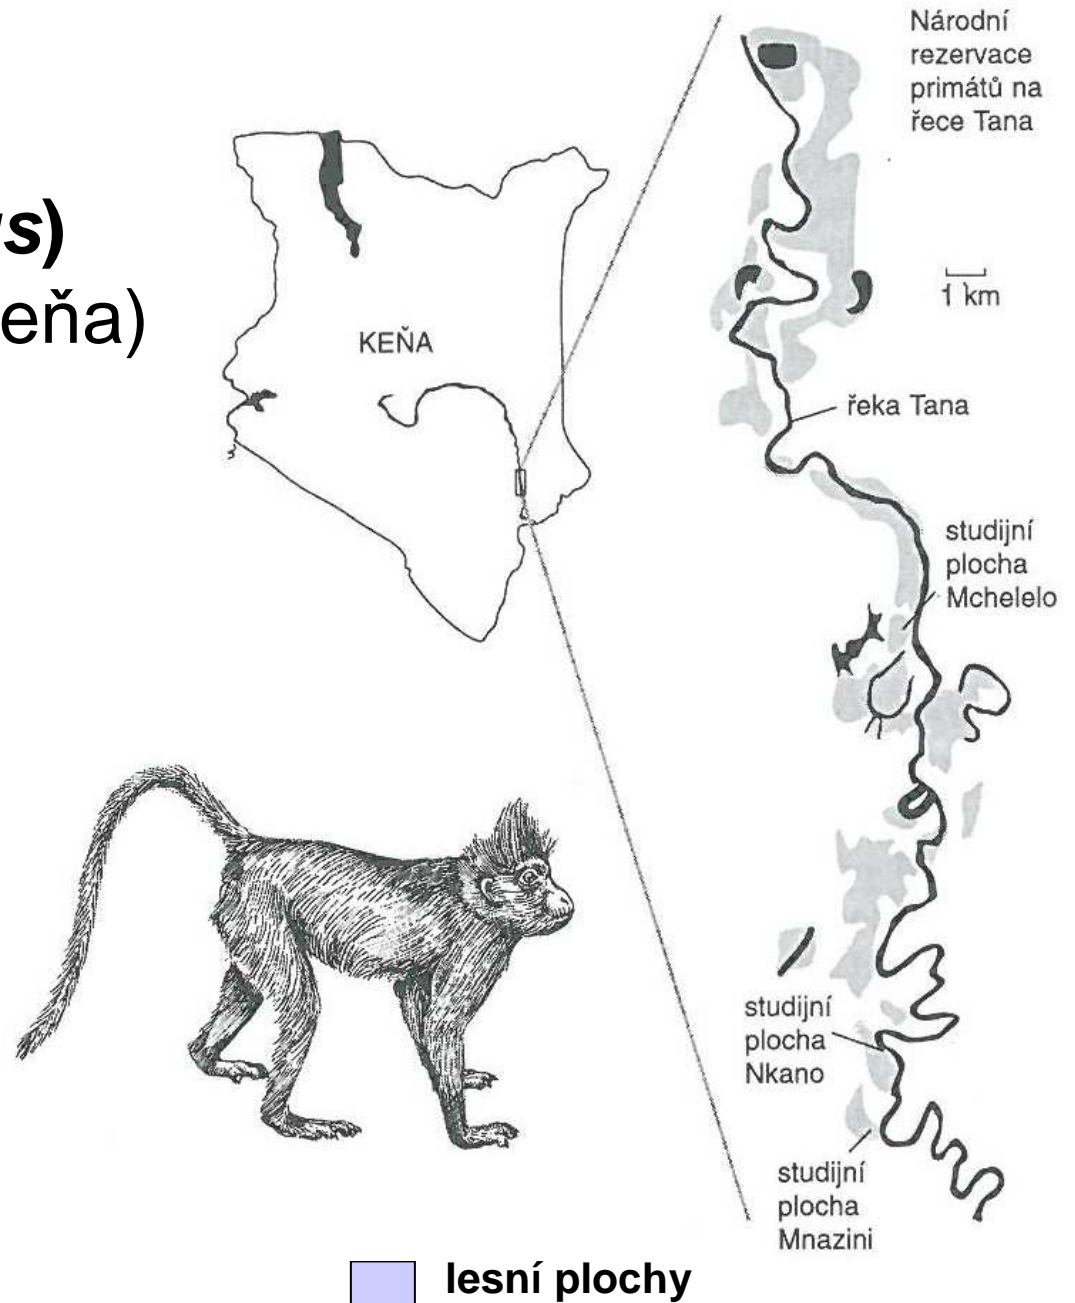 Národní
rezervace
primátů na
řece Tana
s)
eňa)
1 km
KEŇA
řeka Tana
studijní
plocha
Mchelelo
studijní
plocha
Nkano
studijní
plocha
Mnazini
lesní plochy